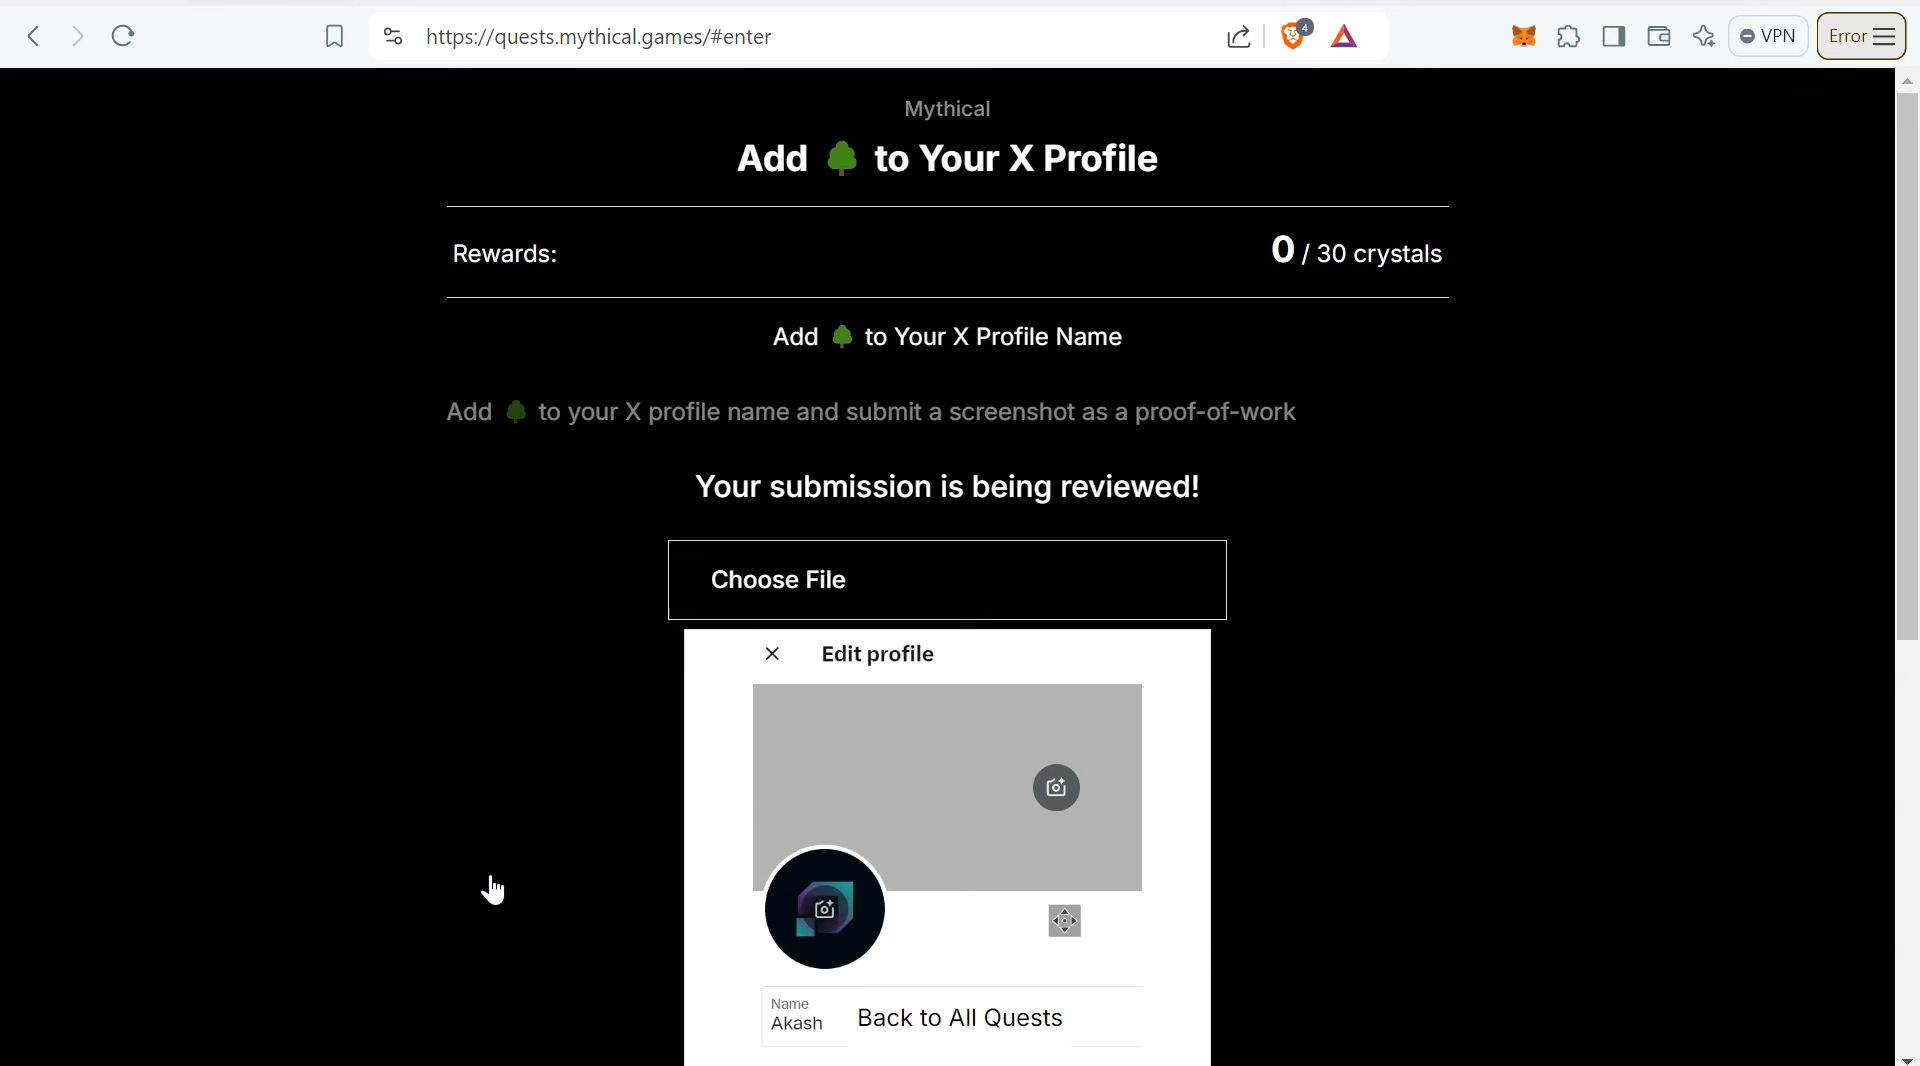 https://quests.mythical.games/#enter
4
VPN
Error
Mythical
Add 🌳 to Your X Profile
Rewards:
0 / 30 crystals
Add 🌳 to Your X Profile Name
Add 🌳 to your X profile name and submit a screenshot as a proof-of-work
Your submission is being reviewed!
Choose File
Edit profile
Name
Akash
Back to All Quests